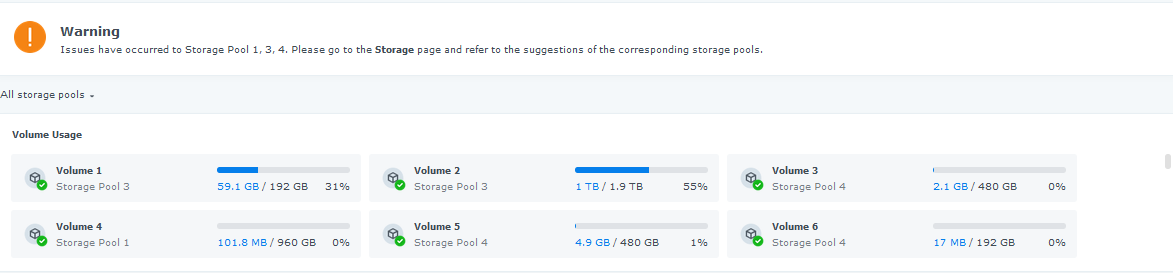 Warning
Issues have occurred to Storage Pool 1, 3, 4. Please go to the Storage page and refer to the suggestions of the corresponding storage pools.
All storage pools
Volume Usage
Volume 1
Storage Pool 3
59.1 GB / 192 GB 31%
Volume 2
Storage Pool 3
1 TB / 1.9 TB 55%
Volume 3
Storage Pool 4
2.1 GB / 480 GB 0%
Volume 4
Storage Pool 1
101.8 MB / 960 GB 0%
Volume 5
Storage Pool 4
4.9 GB / 480 GB 1%
Volume 6
Storage Pool 4
17 MB / 192 GB 0%